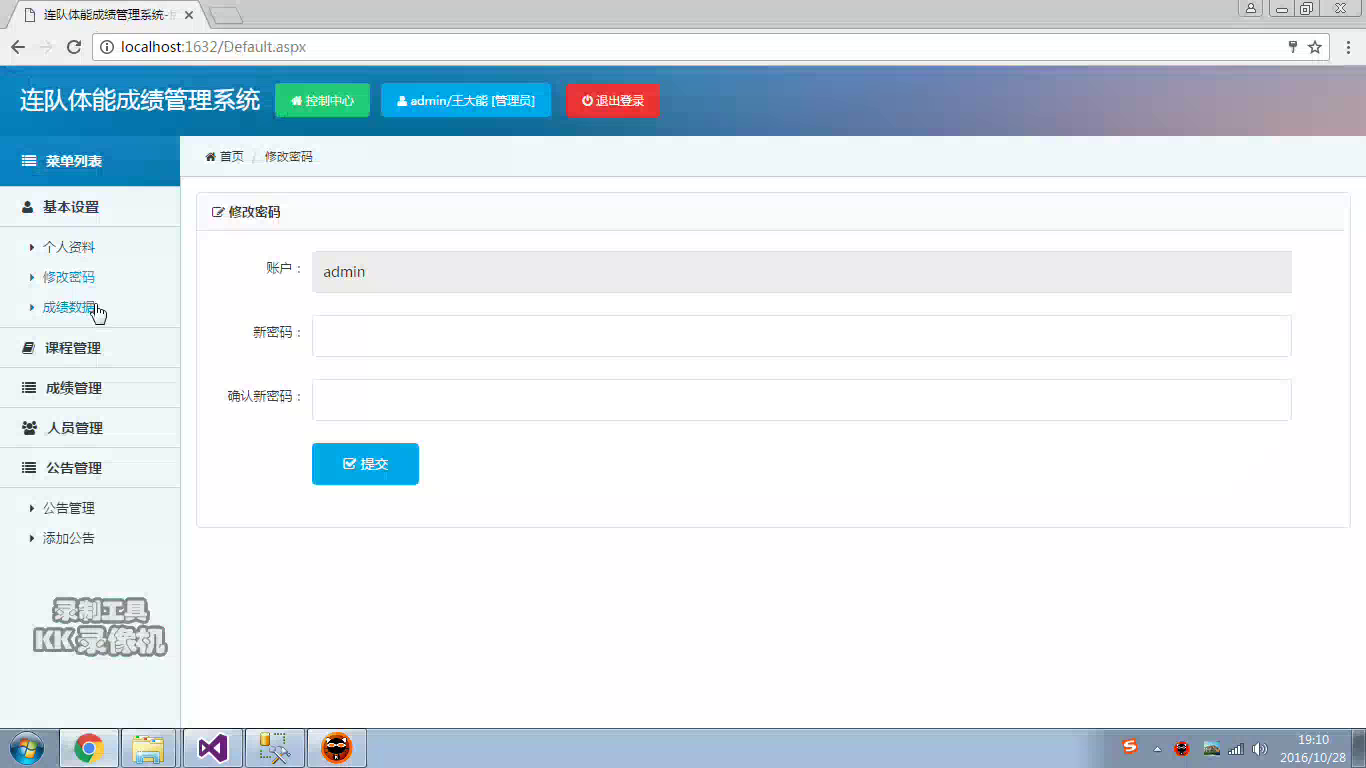 连队体能成绩管理系统
localhost:1632/Default.aspx
连队体能成绩管理系统
控制中心
admin/王大能 [管理员]
退出登录
菜单列表
首页 / 修改密码
基本设置
个人资料
修改密码
成绩数据
课程管理
成绩管理
人员管理
公告管理
公告管理
添加公告
修改密码
账户：
admin
新密码：
确认新密码：
提交
录制工具
KK录像机
19:10
2016/10/28